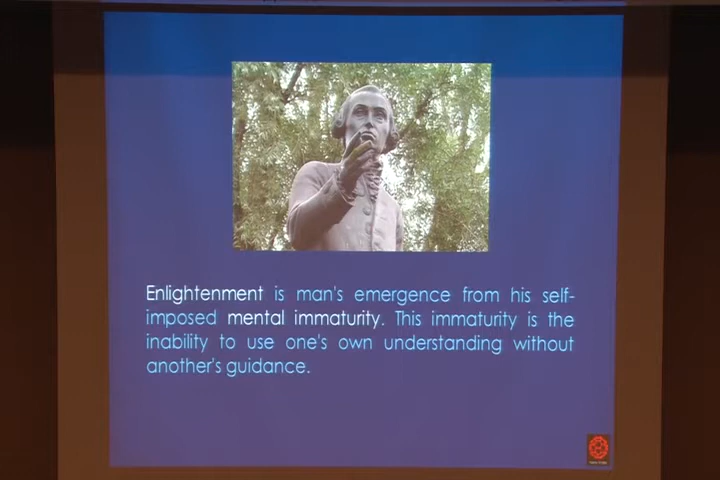 Enlightenment is man's emergence from his self-
imposed mental immaturity. This immaturity is the
inability to use one's own understanding without
another's guidance.